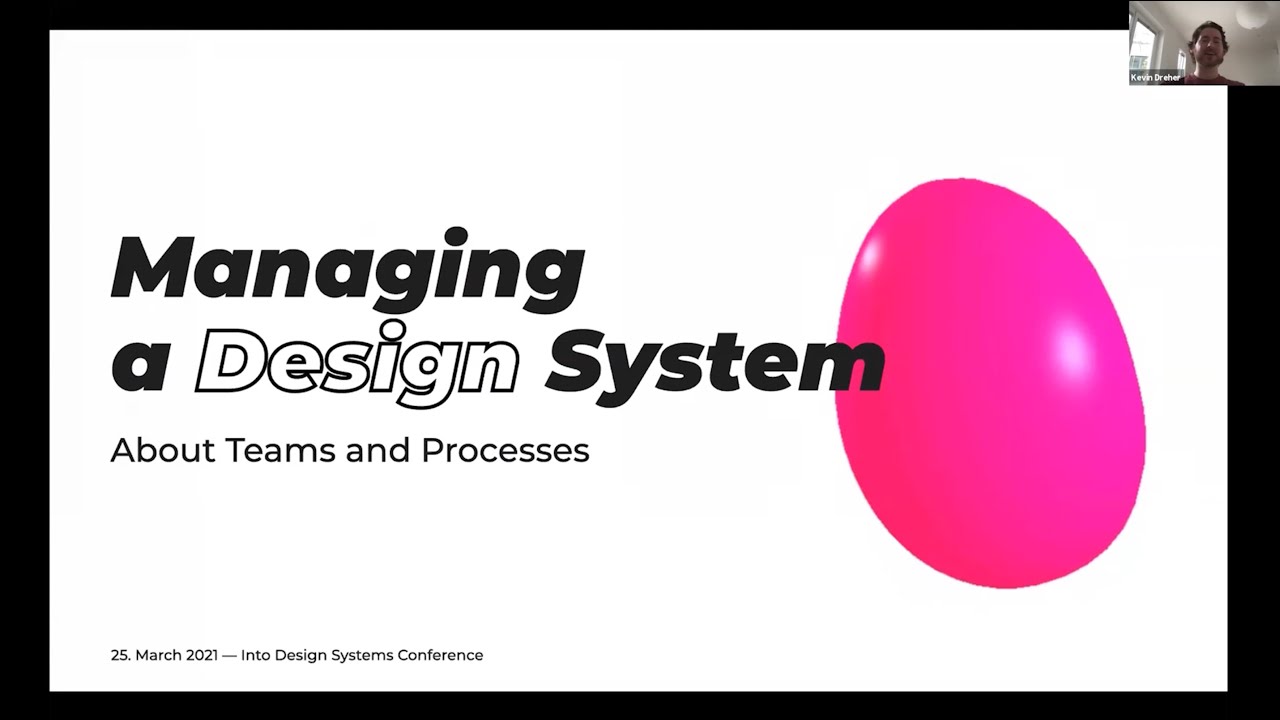 Kevin Dreher
Managing
a Design System
About Teams and Processes
25. March 2021 — Into Design Systems Conference